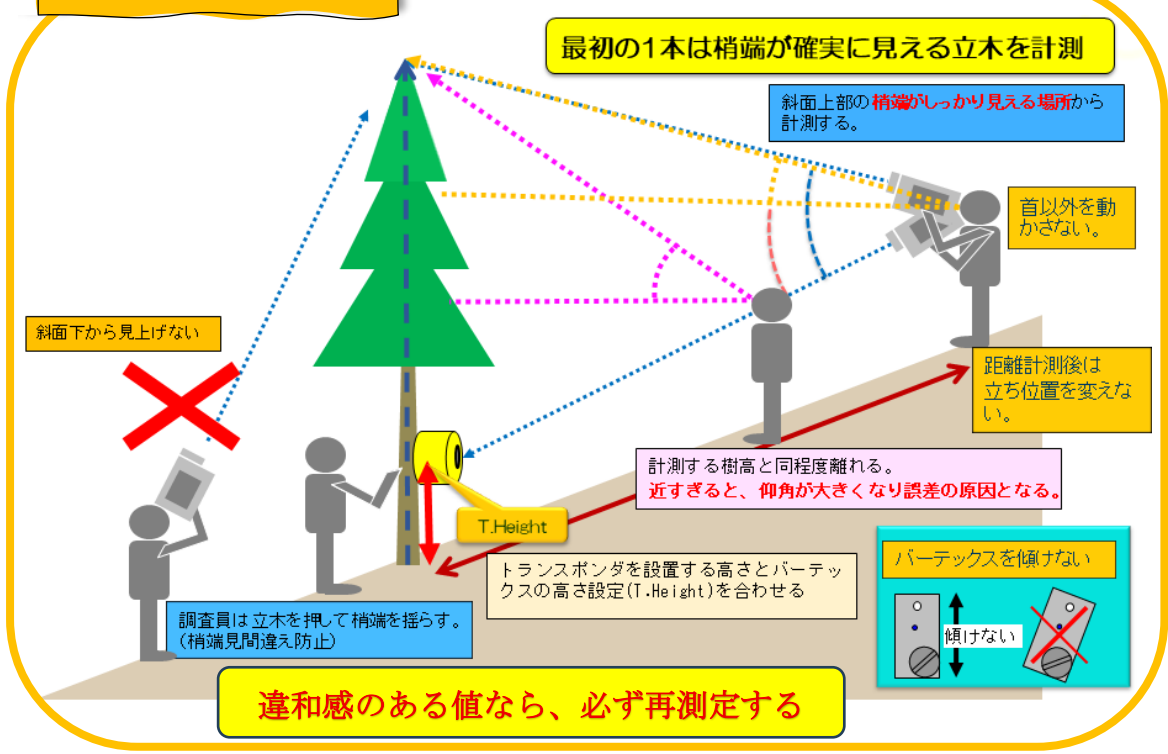 最初の1本は梢端が確実に見える立木を計測
斜面上部の梢端がしっかり見える場所から
計測する。
首以外を動
かさない。
斜面下から見上げない
距離計測後は
立ち位置を変えな
い。
計測する樹高と同程度離れる。
近すぎると、仰角が大きくなり誤差の原因となる。
T.Height
トランスポンダを設置する高さとバーテッ
クスの高さ設定(T.Height)を合わせる
バーテックスを傾けない
傾けない
調査員は立木を押して梢端を揺らす。
(梢端見間違え防止)
違和感のある値なら、必ず再測定する